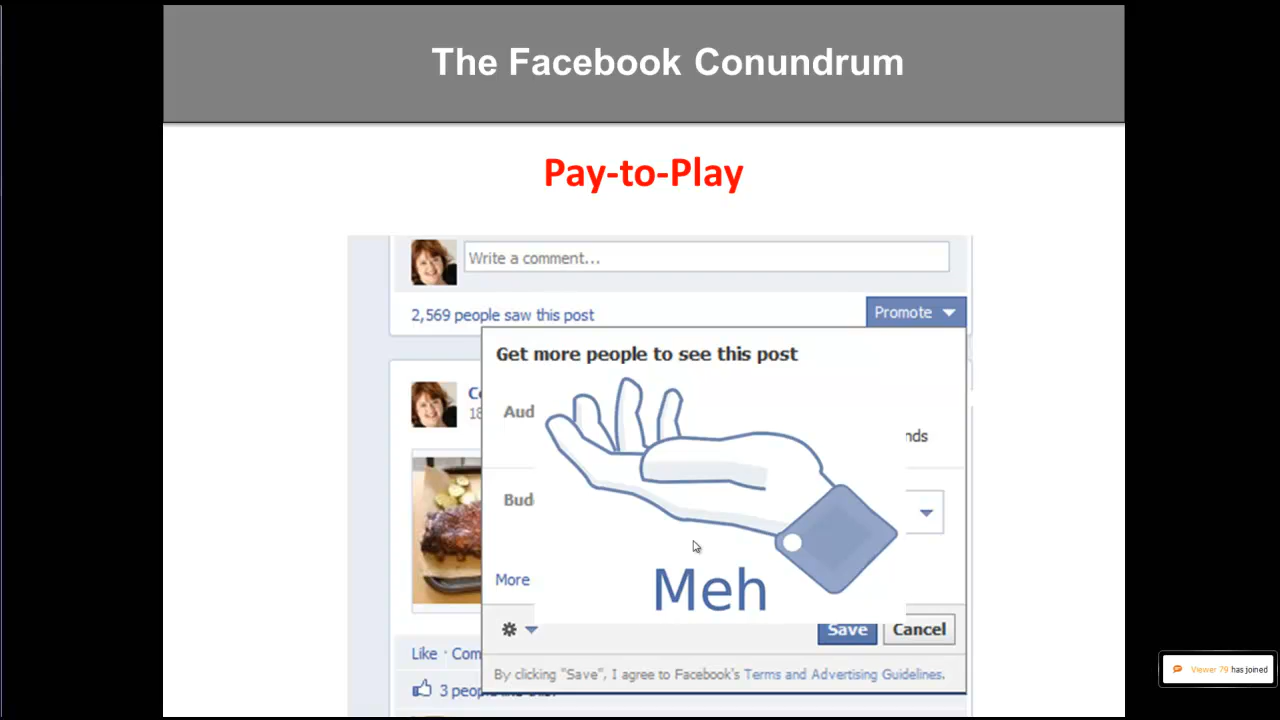 The Facebook Conundrum
Pay-to-Play
Write a comment...
2,569 people saw this post
Promote
Get more people to see this post
Aud
nds
Bud
More
Meh
Save Cancel
By clicking "Save", I agree to Facebook's Terms and Advertising Guidelines.
Like · Com
3 people
Viewer 79 has joined